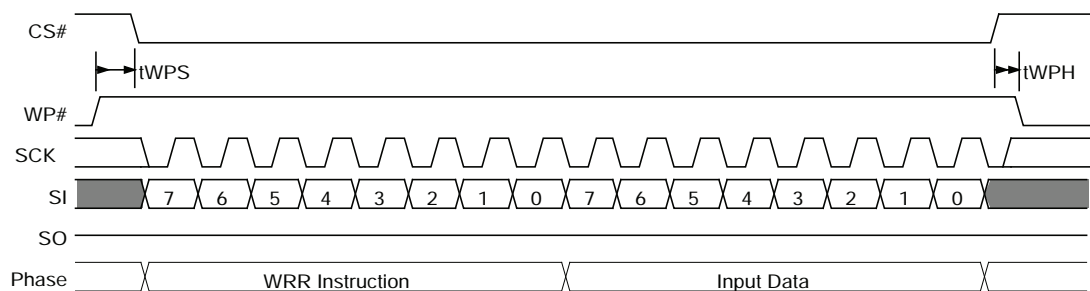 CS#
tWPS
tWPH
WP#
SCK
SI 7 6 5 4 3 2 1 0 7 6 5 4 3 2 1 0
SO
Phase WRR Instruction Input Data